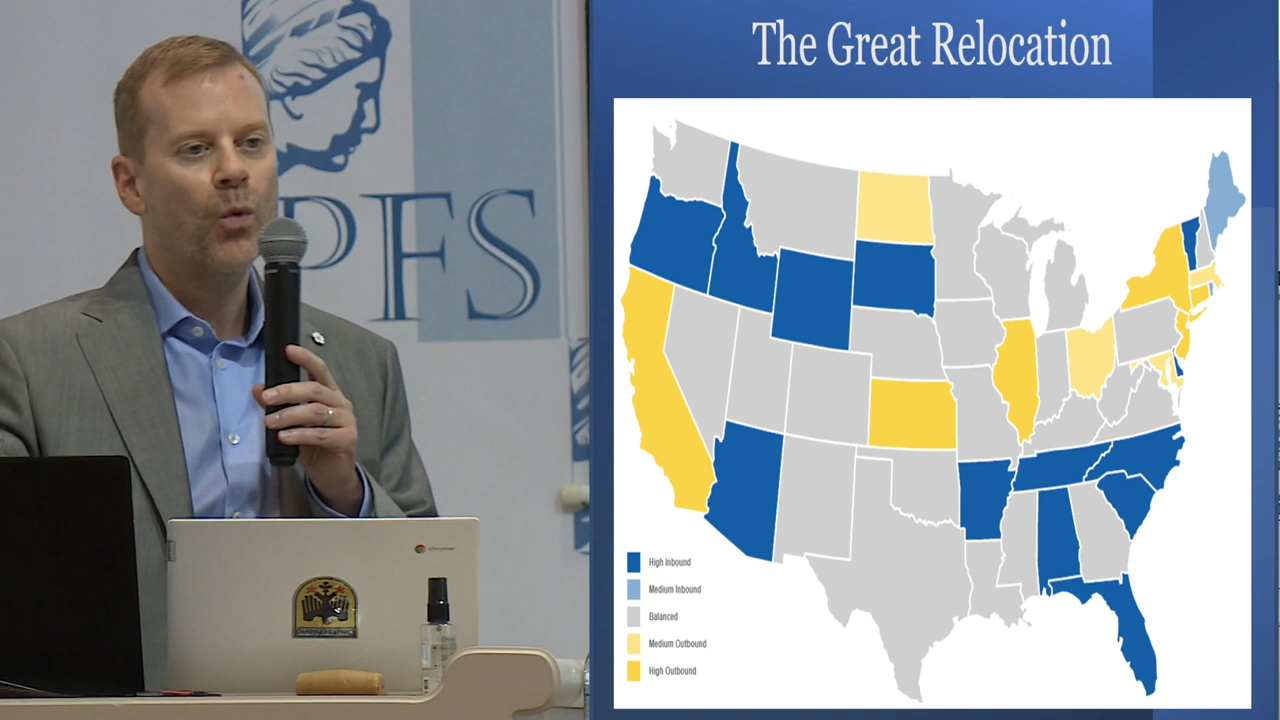 PFS
The Great Relocation
High Inbound
Medium Inbound
Balanced
Medium Outbound
High Outbound